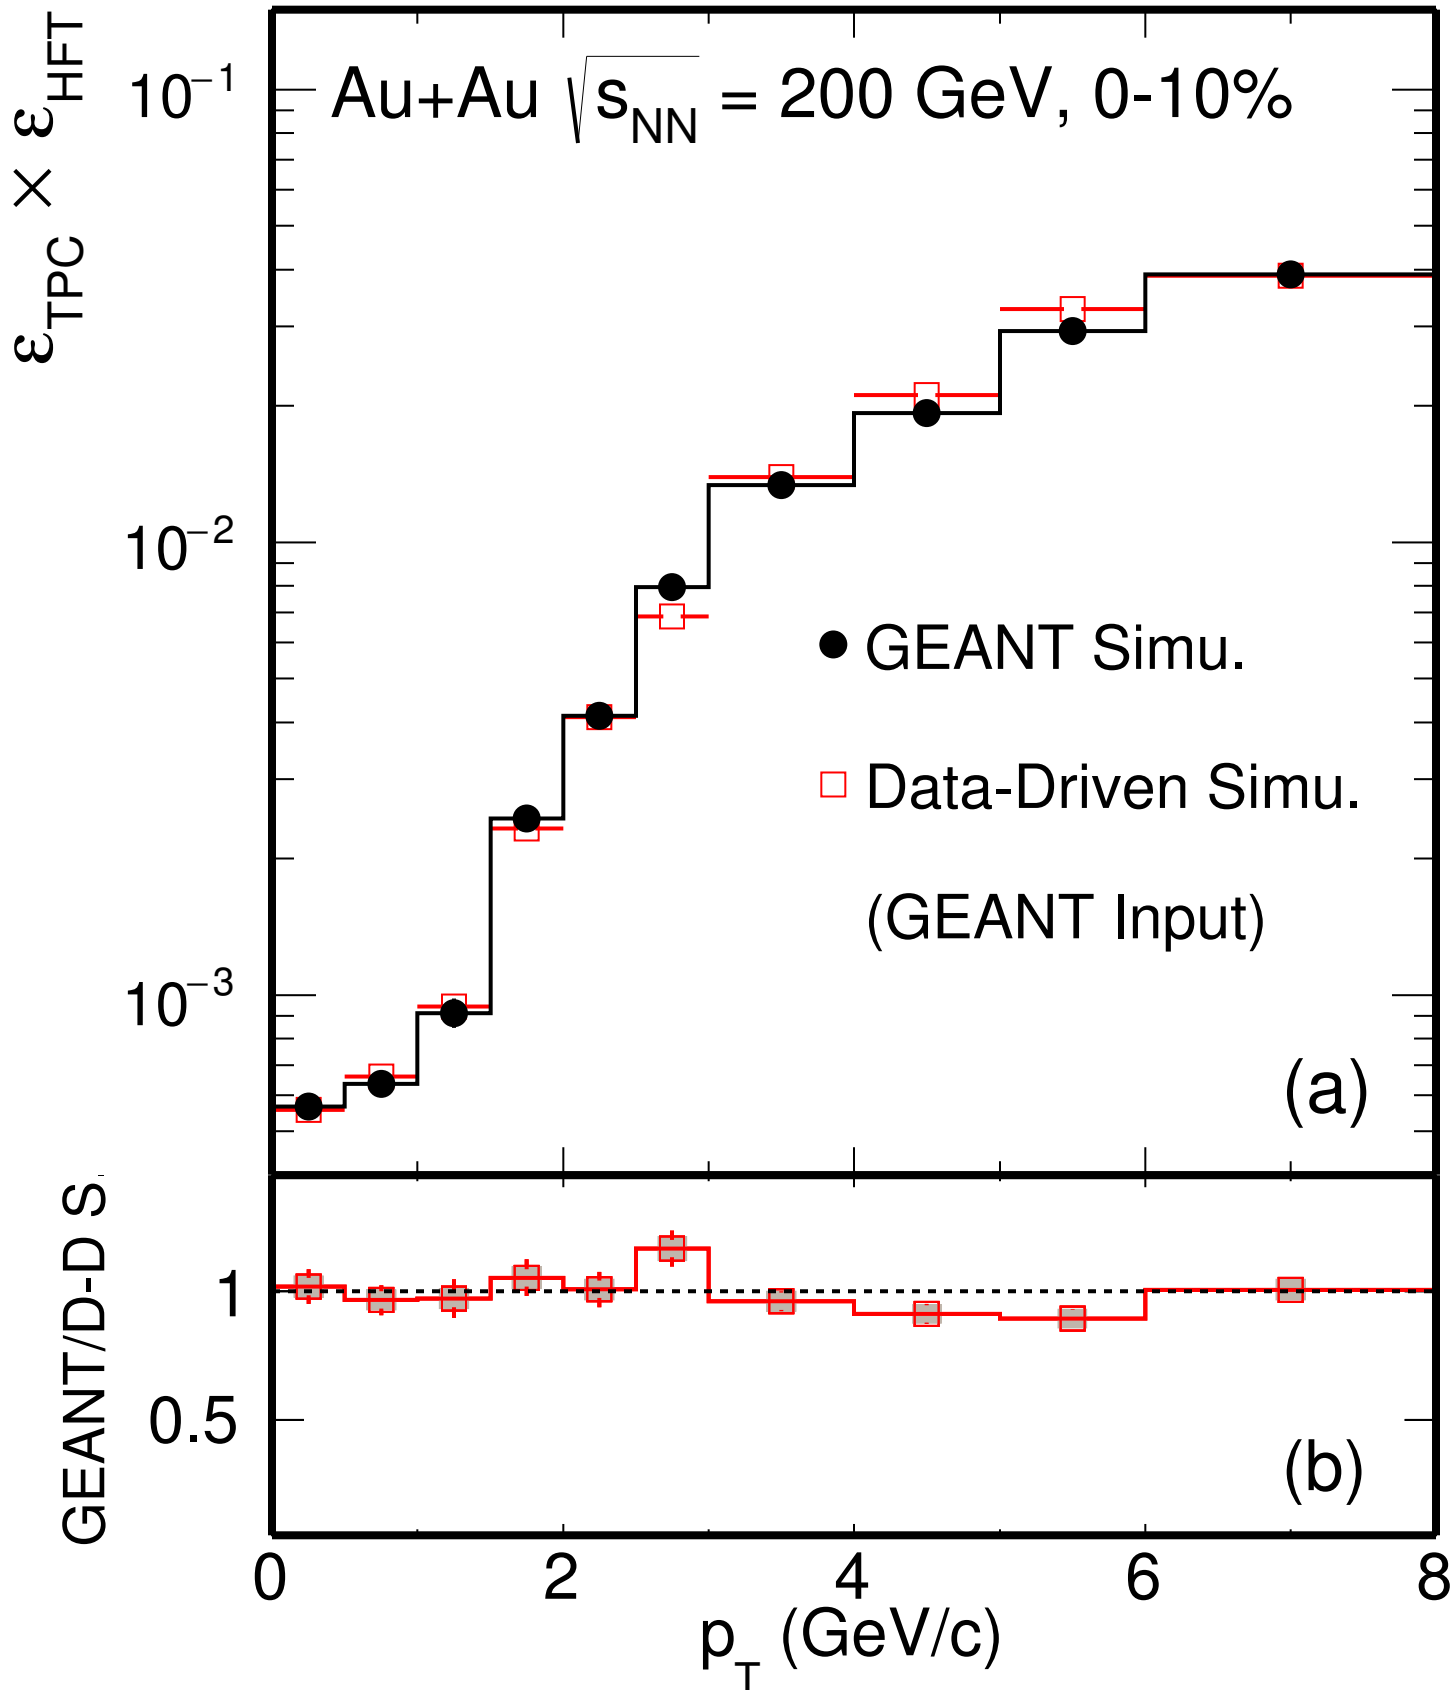 ε_TPC × ε_HFT
Au+Au √s_NN = 200 GeV, 0-10%
10⁻¹
10⁻²
10⁻³
GEANT Simu.
Data-Driven Simu.
(GEANT Input)
(a)
GEANT/D-D S
1
0.5
(b)
0 2 4 6 8
p_T (GeV/c)